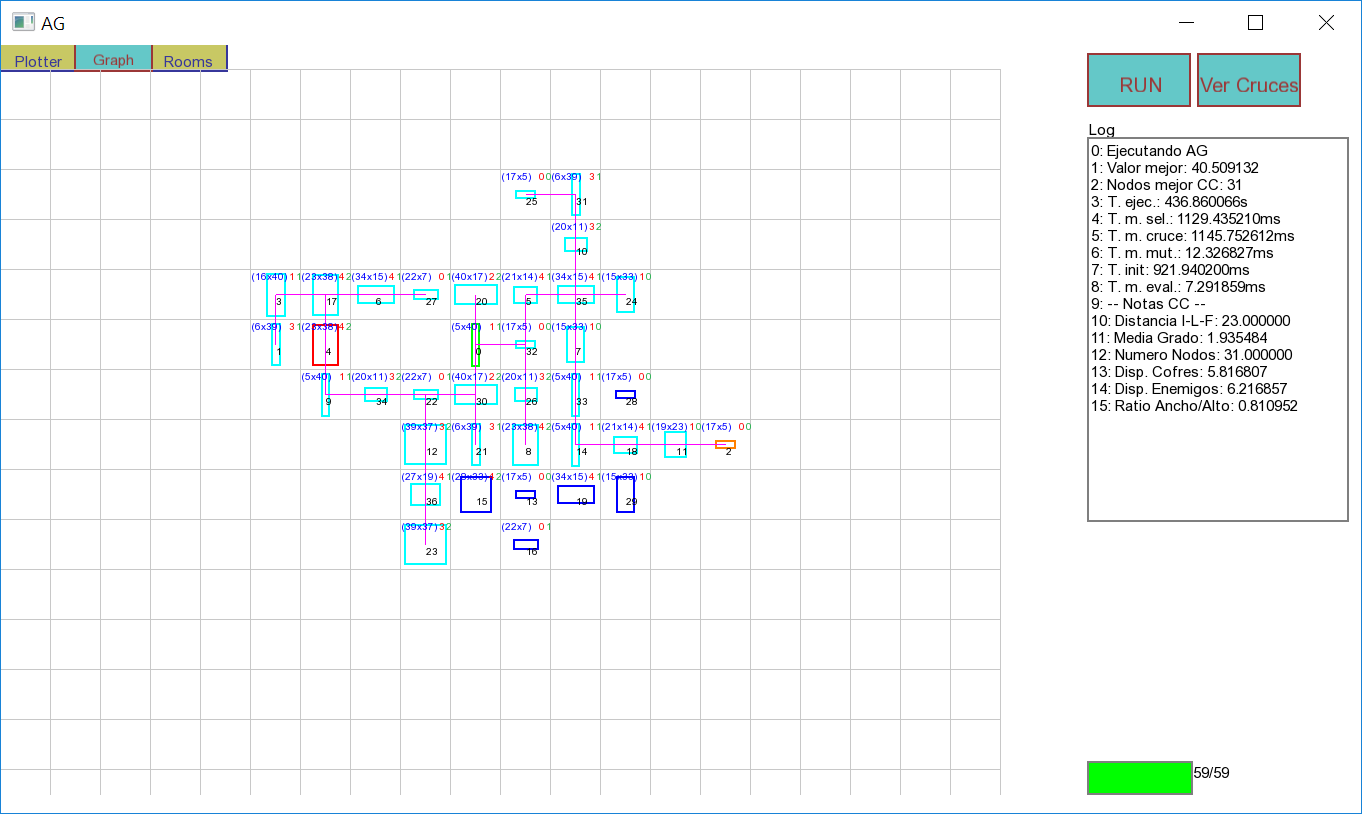 AG
Plotter Graph Rooms
RUN Ver Cruces
Log
0: Ejecutando AG
1: Valor mejor: 40.509132
2: Nodos mejor CC: 31
3: T. ejec.: 436.860066s
4: T. m. sel.: 1129.435210ms
5: T. m. cruce: 1145.752612ms
6: T. m. mut.: 12.326827ms
7: T. init: 921.940200ms
8: T. m. eval.: 7.291859ms
9: -- Notas CC --
10: Distancia I-L-F: 23.000000
11: Media Grado: 1.935484
12: Numero Nodos: 31.000000
13: Disp. Cofres: 5.816807
14: Disp. Enemigos: 6.216857
15: Ratio Ancho/Alto: 0.810952
(17x5) 0 0 (6x39) 3 1
25 31
(20x11) 3 2
10
(16x40) 1 1 (23x38) 4 2 (34x15) 4 1 (22x7) 0 1 (40x17) 2 2 (21x14) 4 1 (34x15) 4 1 (15x33) 1 0
3 17 6 27 20 5 35 24
(6x39) 3 1 (23x38) 4 2 (5x40) 1 1 (17x5) 0 0 (15x33) 1 0
1 4 0 32 7
(5x40) 1 1 (20x11) 3 2 (22x7) 0 1 (40x17) 2 2 (20x11) 3 2 (5x40) 1 1 (17x5) 0 0
9 34 22 30 26 33 28
(39x37) 3 2 (6x39) 3 1 (23x38) 4 2 (5x40) 1 1 (21x14) 4 1 (19x23) 1 0 (17x5) 0 0
12 21 8 14 18 11 2
(27x19) 4 1 (28x33) 4 2 (17x5) 0 0 (34x15) 4 1 (15x33) 1 0
36 15 13 19 29
(39x37) 3 2 (22x7) 0 1
23 16
59/59